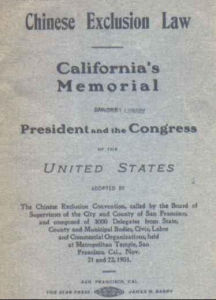 Chinese Exclusion Law
California's
Memorial
President and the Congress
OF THE
UNITED STATES
ADOPTED BY
The Chinese Exclusion Convention, called by the Board of
Supervisors of the City and County of San Francisco,
and composed of 3000 Delegates from State,
County and Municipal Bodies, Civic, Labor
and Commercial Organizations, held
at Metropolitan Temple, San
Francisco, Cal., Nov.
21 and 22, 1901.
SAN FRANCISCO, CAL.
THE STAR PRESS JAMES H. BARRY